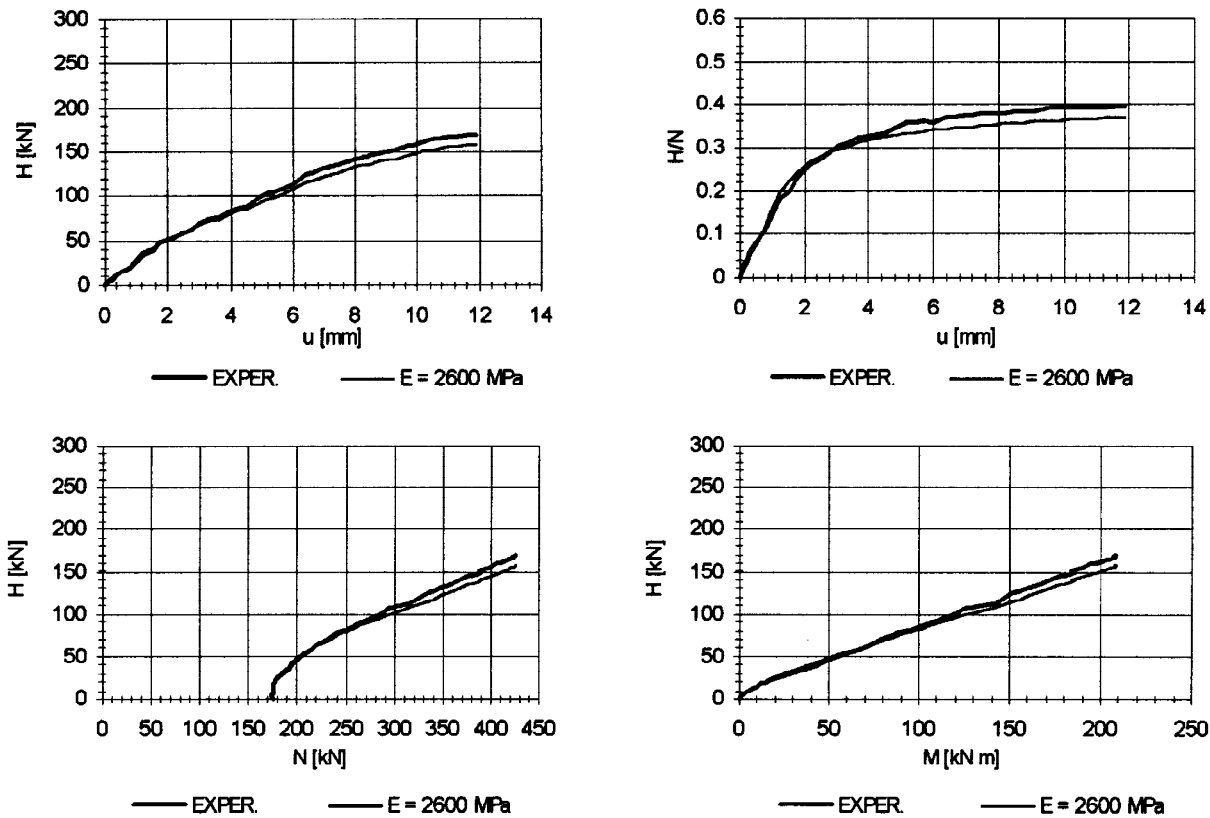 300
250
200
150
100
50
0
H [kN]
0 2 4 6 8 10 12 14
u [mm]
EXPER. E = 2600 MPa
0.6
0.5
0.4
0.3
0.2
0.1
0
H/N
0 2 4 6 8 10 12 14
u [mm]
EXPER. E = 2600 MPa
300
250
200
150
100
50
0
H [kN]
0 50 100 150 200 250 300 350 400 450
N [kN]
EXPER. E = 2600 MPa
300
250
200
150
100
50
0
H [kN]
0 50 100 150 200 250
M [kN m]
EXPER. E = 2600 MPa